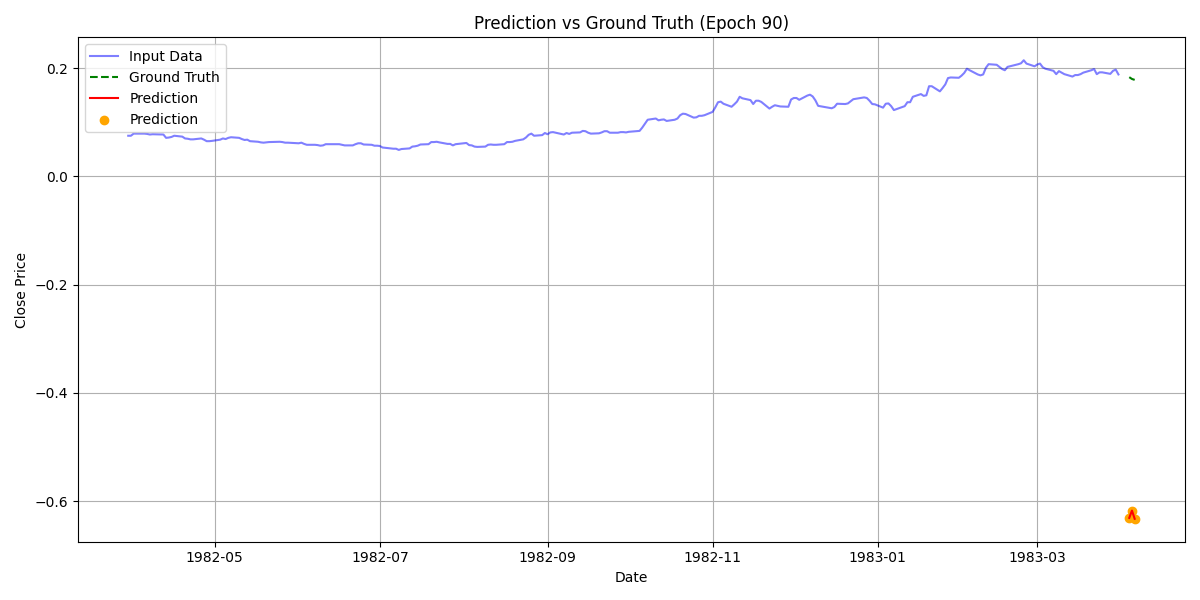 Prediction vs Ground Truth (Epoch 90)
Input Data
Ground Truth
Prediction
Prediction
0.2
0.0
−0.2
−0.4
−0.6
Close Price
1982-05
1982-07
1982-09
1982-11
1983-01
1983-03
Date